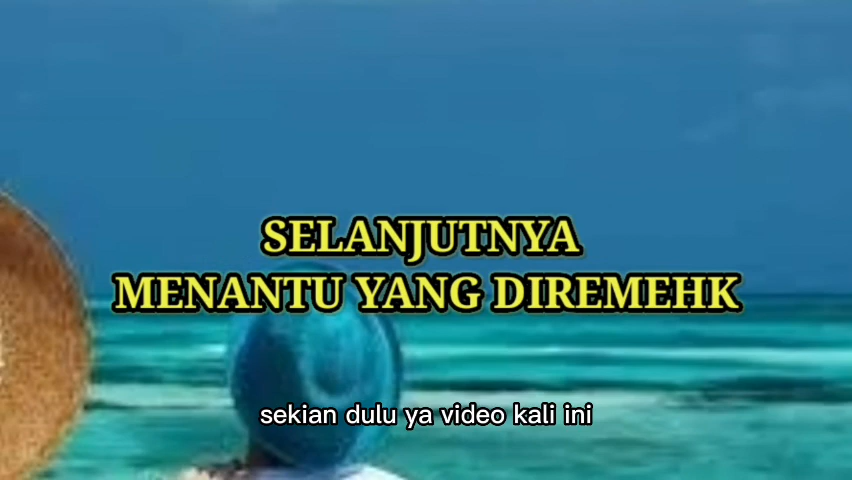 SELANJUTNYA
MENANTU YANG DIREMEHK
sekian dulu ya video kali ini